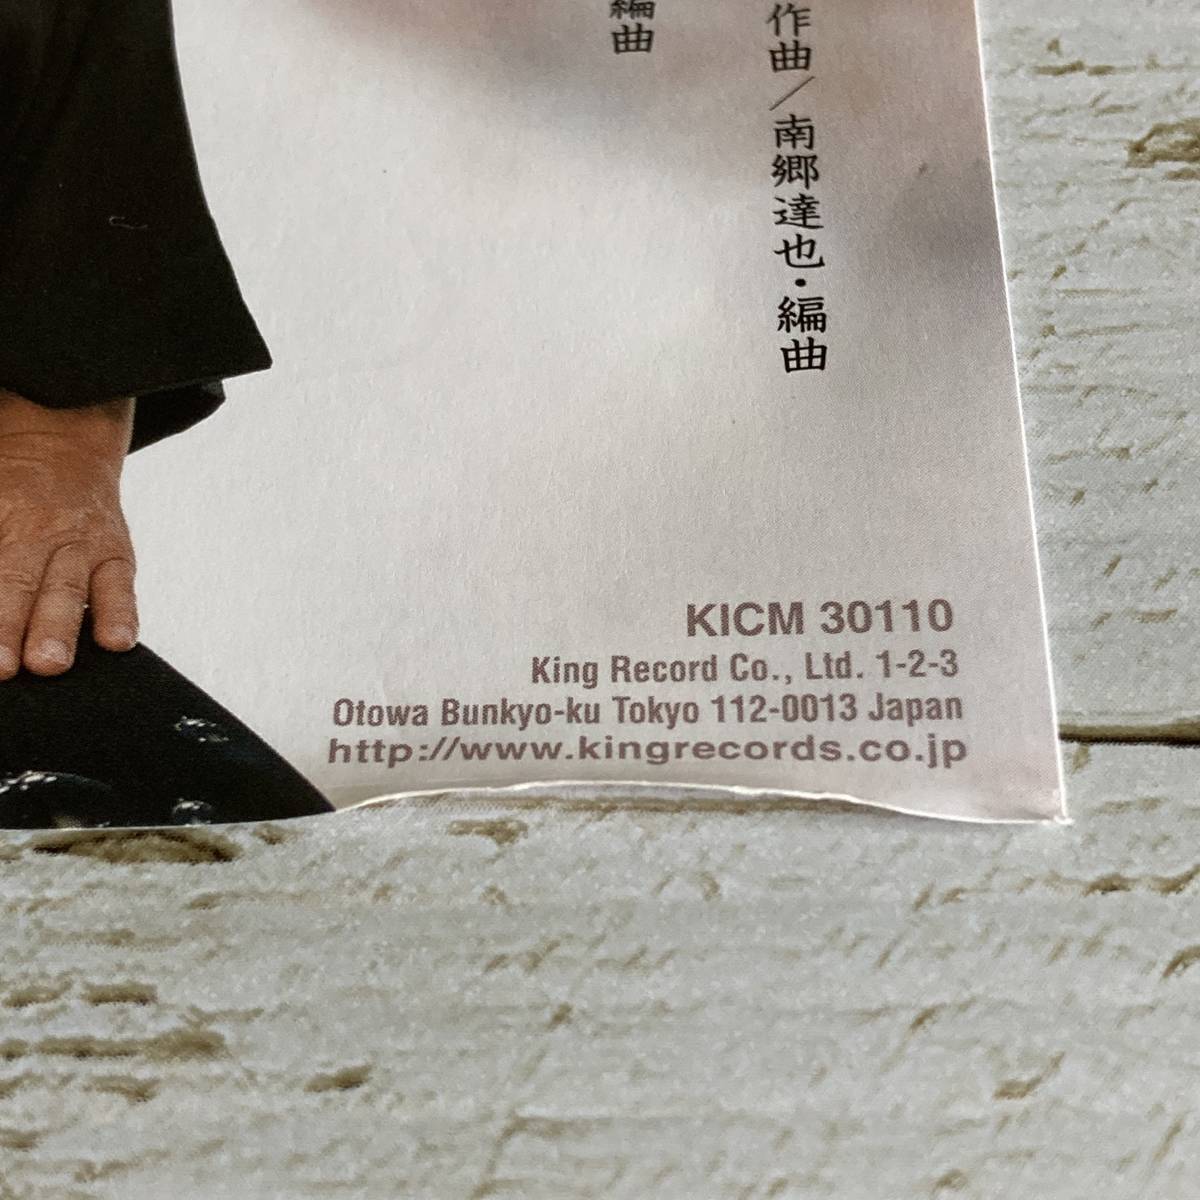 作曲／南郷達也・編曲
編曲
KICM 30110
King Record Co., Ltd. 1-2-3
Otowa Bunkyo-ku Tokyo 112-0013 Japan
http://www.kingrecords.co.jp